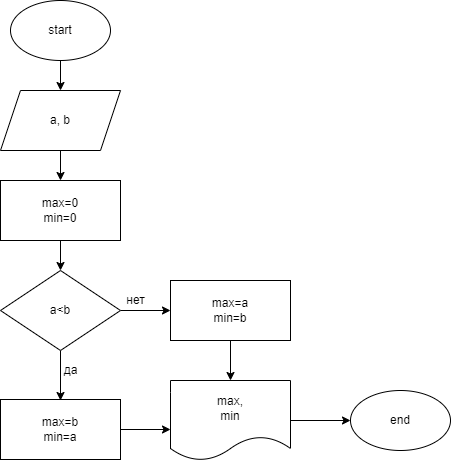 start
a, b
max=0
min=0
a<b
нет
max=a
min=b
да
max=b
min=a
max,
min
end